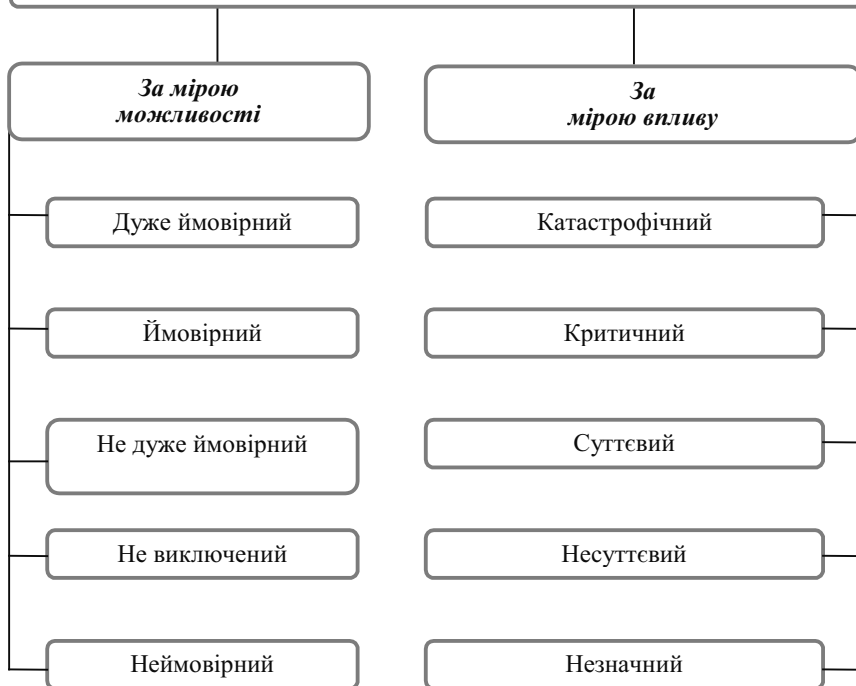 За мірою
можливості
Дуже ймовірний
Ймовірний
Не дуже ймовірний
Не виключений
Неймовірний
За
мірою впливу
Катастрофічний
Критичний
Суттєвий
Несуттєвий
Незначний